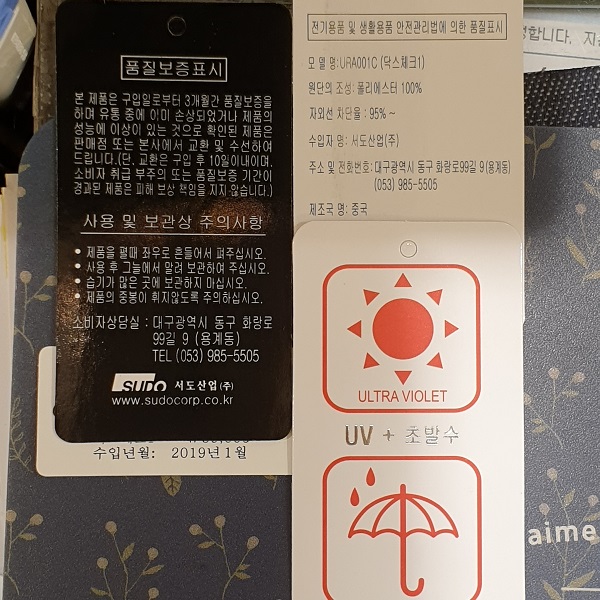 품질보증표시
본 제품은 구입일로부터 3개월간 품질보증을
하며 유통 중에 이미 손상되었거나 제품의
성능에 이상이 있는 것으로 확인된 제품은
판매점 또는 본사에서 교환 및 수선하여
드립니다.(단. 교환은 구입 후 10일이내이며.
소비자 취급 부주의 또는 품질보증 기간이
경과된 제품은 피해 보상 책임을 지지 않습니다.)
사용 및 보관상 주의사항
• 제품을 펼때 좌우로 흔들어서 펴주십시오.
• 사용 후 그늘에서 말려 보관하여 주십시오.
• 습기가 많은 곳에 보관하지 마십시오.
• 제품의 중봉이 휘지않도록 주의하십시오.
소비자상담실 : 대구광역시 동구 화랑로
99길 9 (용계동)
TEL (053) 985-5505
SUDO 서도산업(주)
www.sudocorp.co.kr
수입년월: 2019년 1월
전기용품 및 생활용품 안전관리법에 의한 품질표시
모 델 명:URA001C (닥스체크1)
원단의 조성: 폴리에스터 100%
자외선 차단율 : 95% ~
수입자 명: 서도산업(주)
주소 및 전화번호: 대구광역시 동구 화랑로99길 9 (용계동)
(053) 985-5505
제조국 명: 중국
ULTRA VIOLET
UV + 초발수
합니다. 지
aime